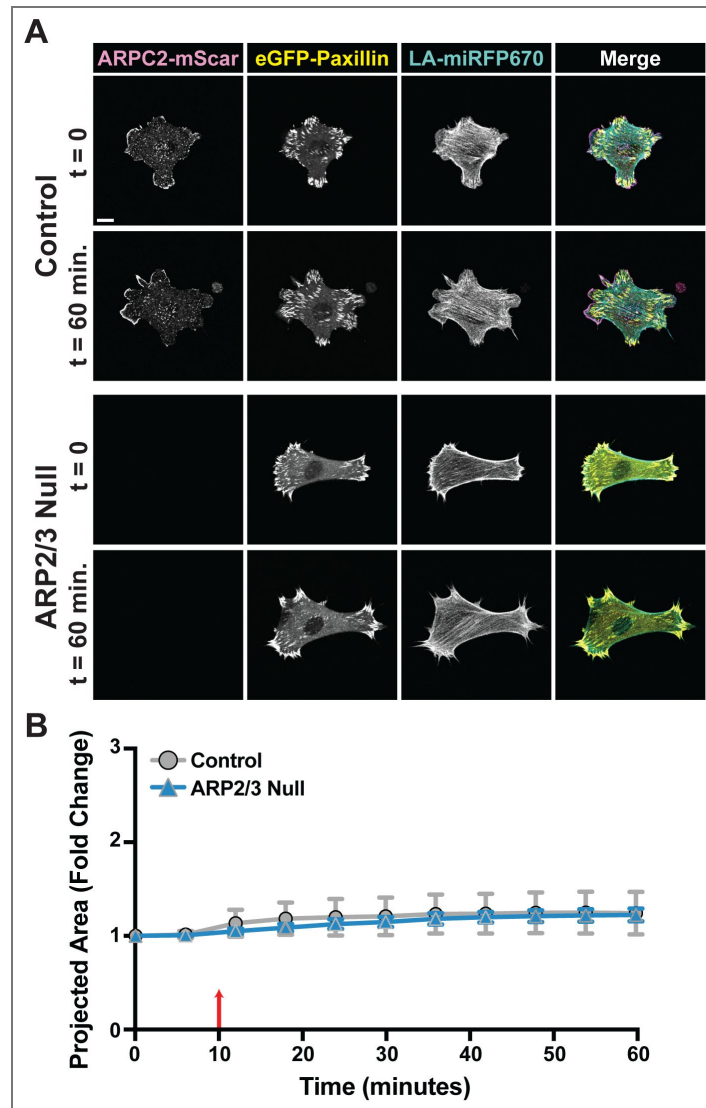 A
ARPC2-mScar eGFP-Paxillin LA-miRFP670 Merge
Control
t = 0
t = 60 min.
ARP2/3 Null
t = 0
t = 60 min.
B
Projected Area (Fold Change)
3
2
1
0
Control
ARP2/3 Null
0 10 20 30 40 50 60
Time (minutes)